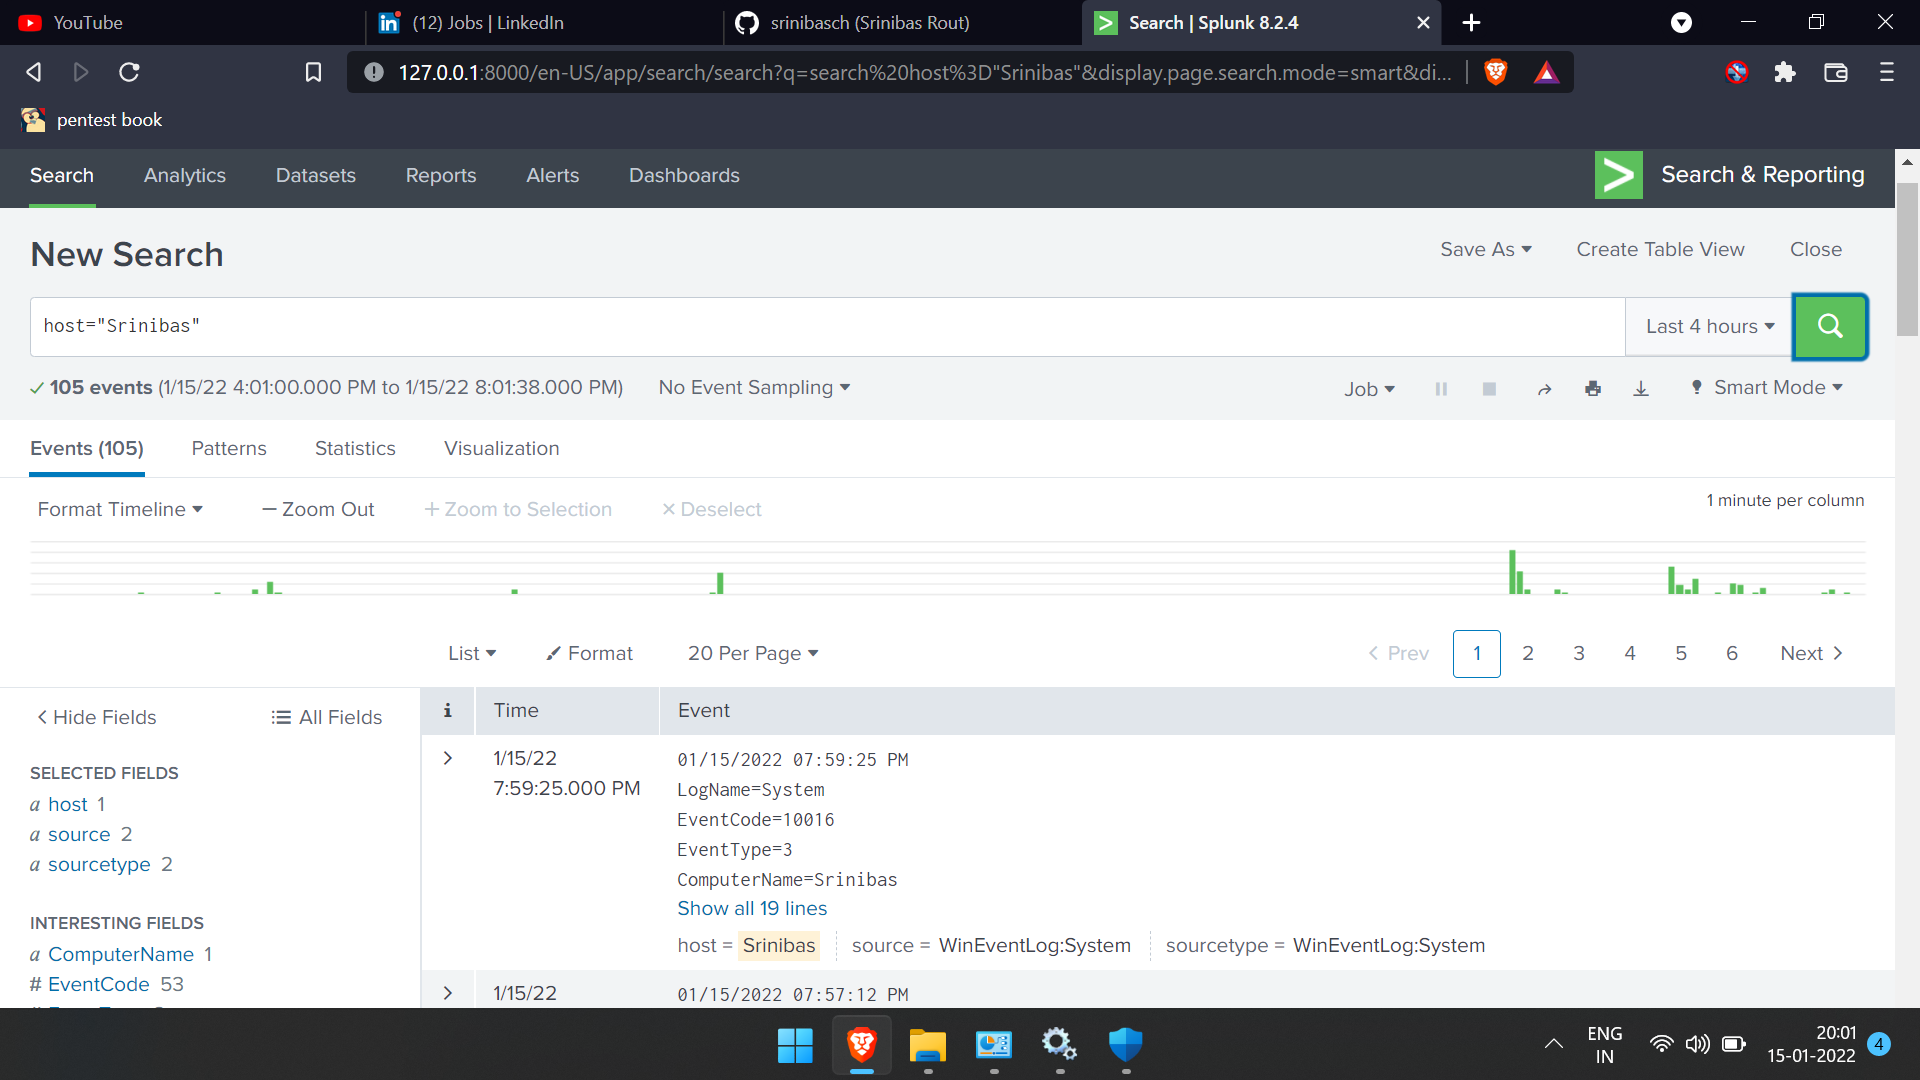 YouTube
(12) Jobs | LinkedIn
srinibasch (Srinibas Rout)
Search | Splunk 8.2.4
127.0.0.1:8000/en-US/app/search/search?q=search%20host%3D"Srinibas"&display.page.search.mode=smart&di...
pentest book
Search
Analytics
Datasets
Reports
Alerts
Dashboards
Search & Reporting
New Search
Save As
Create Table View
Close
host="Srinibas"
Last 4 hours
105 events (1/15/22 4:01:00.000 PM to 1/15/22 8:01:38.000 PM)
No Event Sampling
Job
Smart Mode
Events (105)
Patterns
Statistics
Visualization
Format Timeline
— Zoom Out
+ Zoom to Selection
× Deselect
1 minute per column
List
Format
20 Per Page
< Prev
1
2
3
4
5
6
Next >
< Hide Fields
All Fields
i
Time
Event
SELECTED FIELDS
a host 1
a source 2
a sourcetype 2
INTERESTING FIELDS
a ComputerName 1
# EventCode 53
>
1/15/22
7:59:25.000 PM
01/15/2022 07:59:25 PM
LogName=System
EventCode=10016
EventType=3
ComputerName=Srinibas
Show all 19 lines
host = Srinibas
source = WinEventLog:System
sourcetype = WinEventLog:System
>
1/15/22
01/15/2022 07:57:12 PM
ENG
IN
20:01
15-01-2022
4